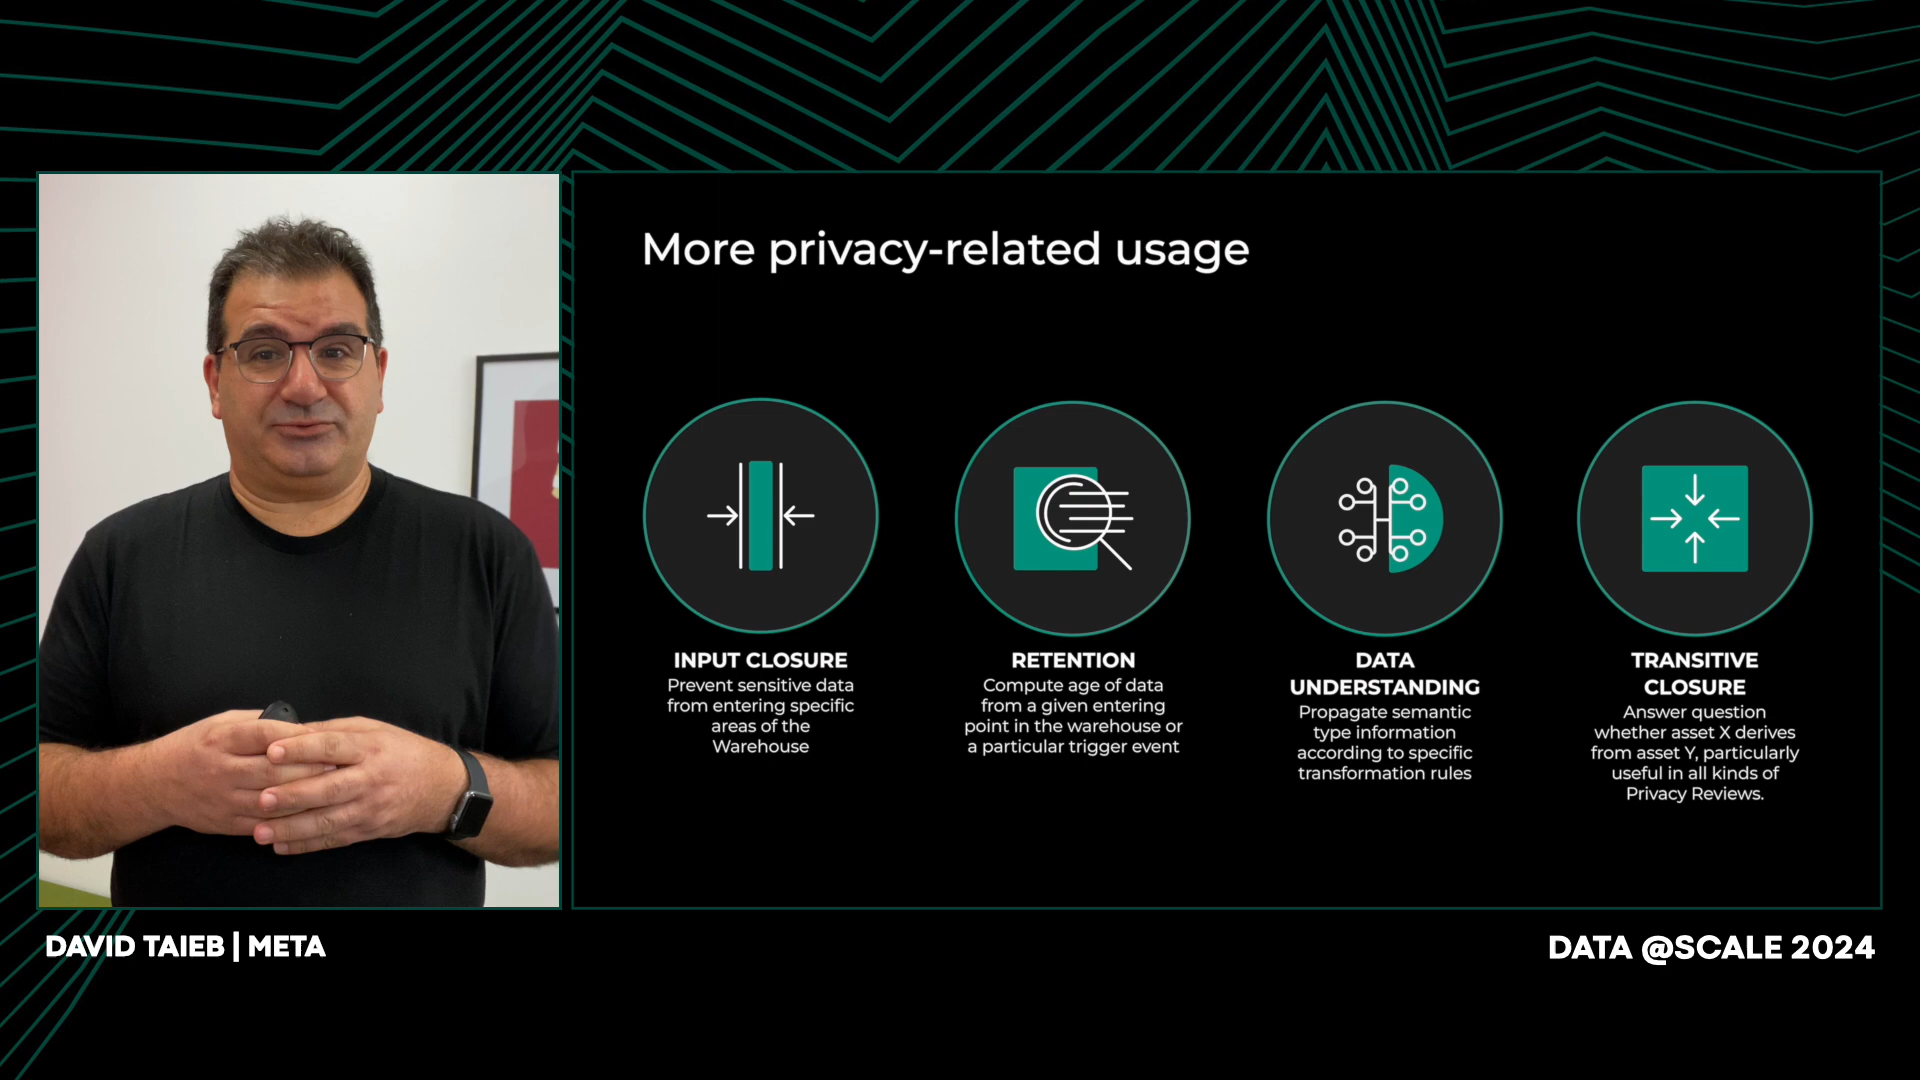 More privacy-related usage
INPUT CLOSURE
Prevent sensitive data
from entering specific
areas of the
Warehouse
RETENTION
Compute age of data
from a given entering
point in the warehouse or
a particular trigger event
DATA
UNDERSTANDING
Propagate semantic
type information
according to specific
transformation rules
TRANSITIVE
CLOSURE
Answer question
whether asset X derives
from asset Y, particularly
useful in all kinds of
Privacy Reviews.
DAVID TAIEB | META
DATA @SCALE 2024